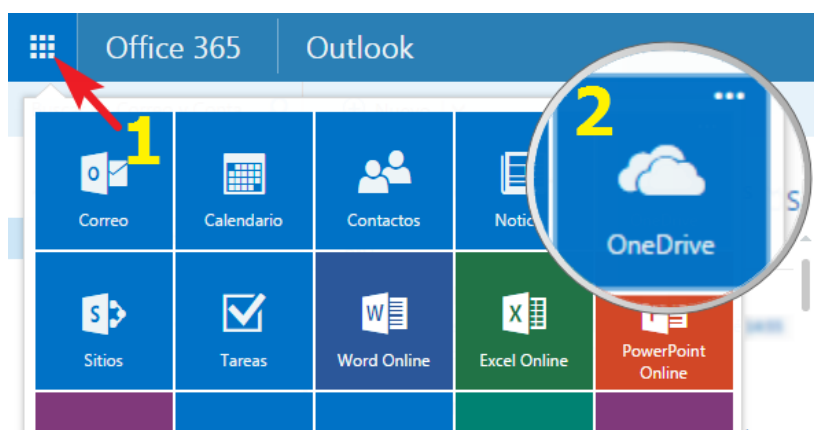 Office 365
Outlook
1
2
Correo
Calendario
Contactos
OneDrive
Sitios
Tareas
Word Online
Excel Online
PowerPoint
Online